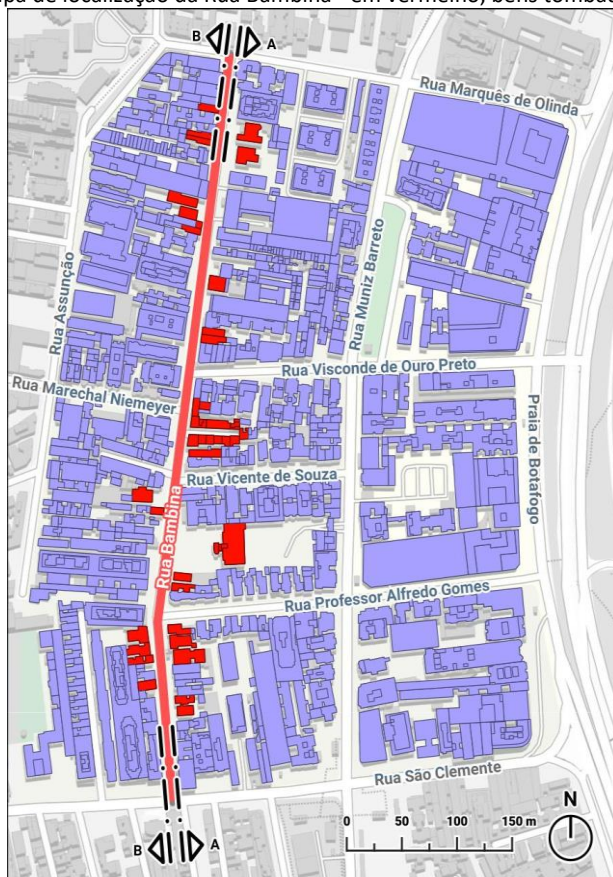 apa de localização da Rua Bambina - em vermelho, bens tombado
B A
Rua Marquês de Olinda
Rua Assunção
Rua Muniz Barreto
Rua Visconde de Ouro Preto
Rua Marechal Niemeyer
Praia de Botafogo
Rua Vicente de Souza
Rua Bambina
Rua Professor Alfredo Gomes
Rua São Clemente
B A
0 50 100 150 m
N